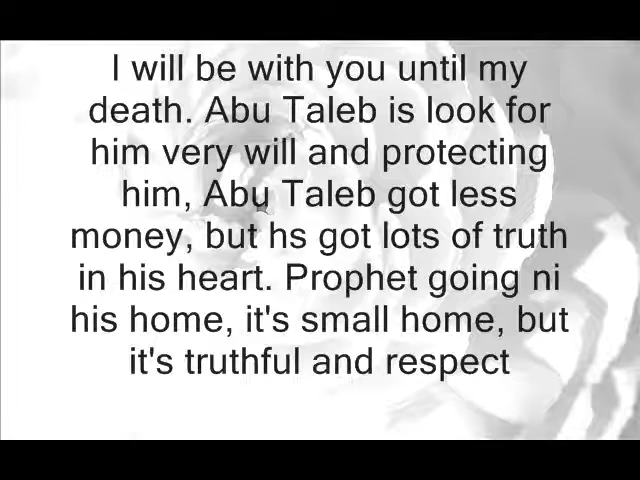 I will be with you until my
death. Abu Taleb is look for
him very will and protecting
him, Abu Taleb got less
money, but hs got lots of truth
in his heart. Prophet going ni
his home, it's small home, but
it's truthful and respect